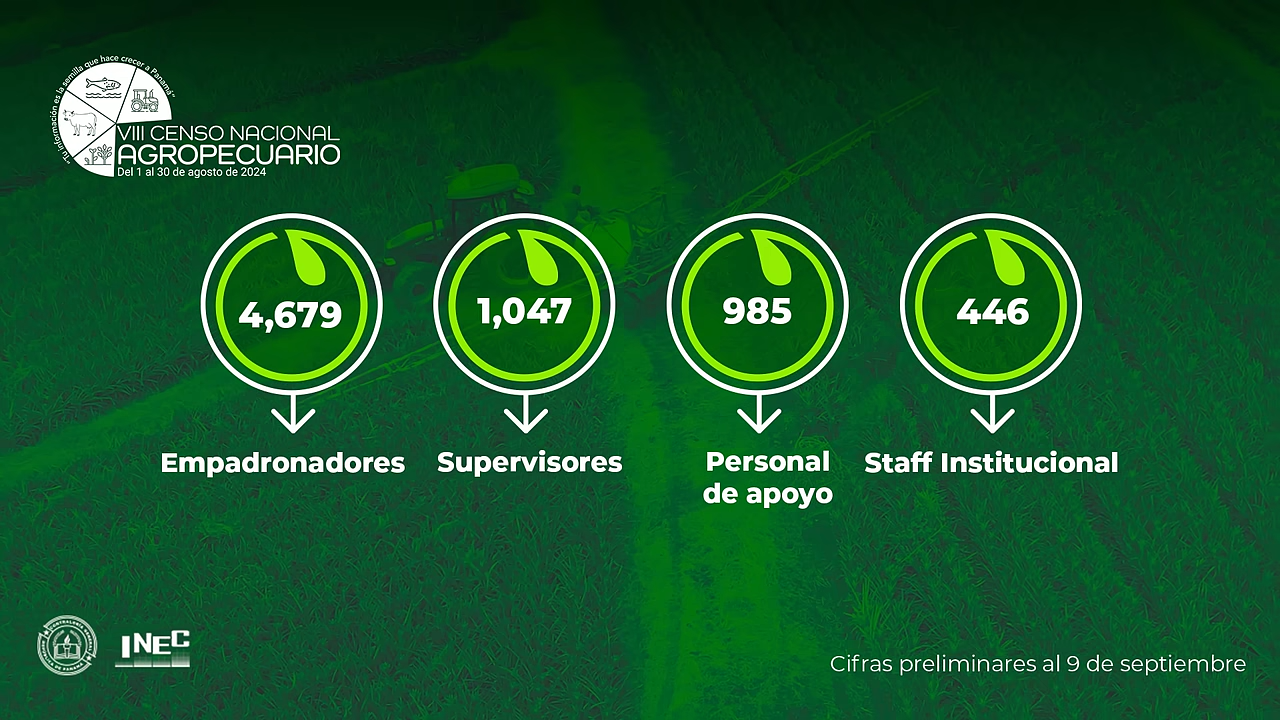 "Tu información es la semilla que hace crecer a Panamá"
VIII CENSO NACIONAL
AGROPECUARIO
Del 1 al 30 de agosto de 2024
4,679
1,047
985
446
Empadronadores
Supervisores
Personal
de apoyo
Staff Institucional
INEC
Cifras preliminares al 9 de septiembre